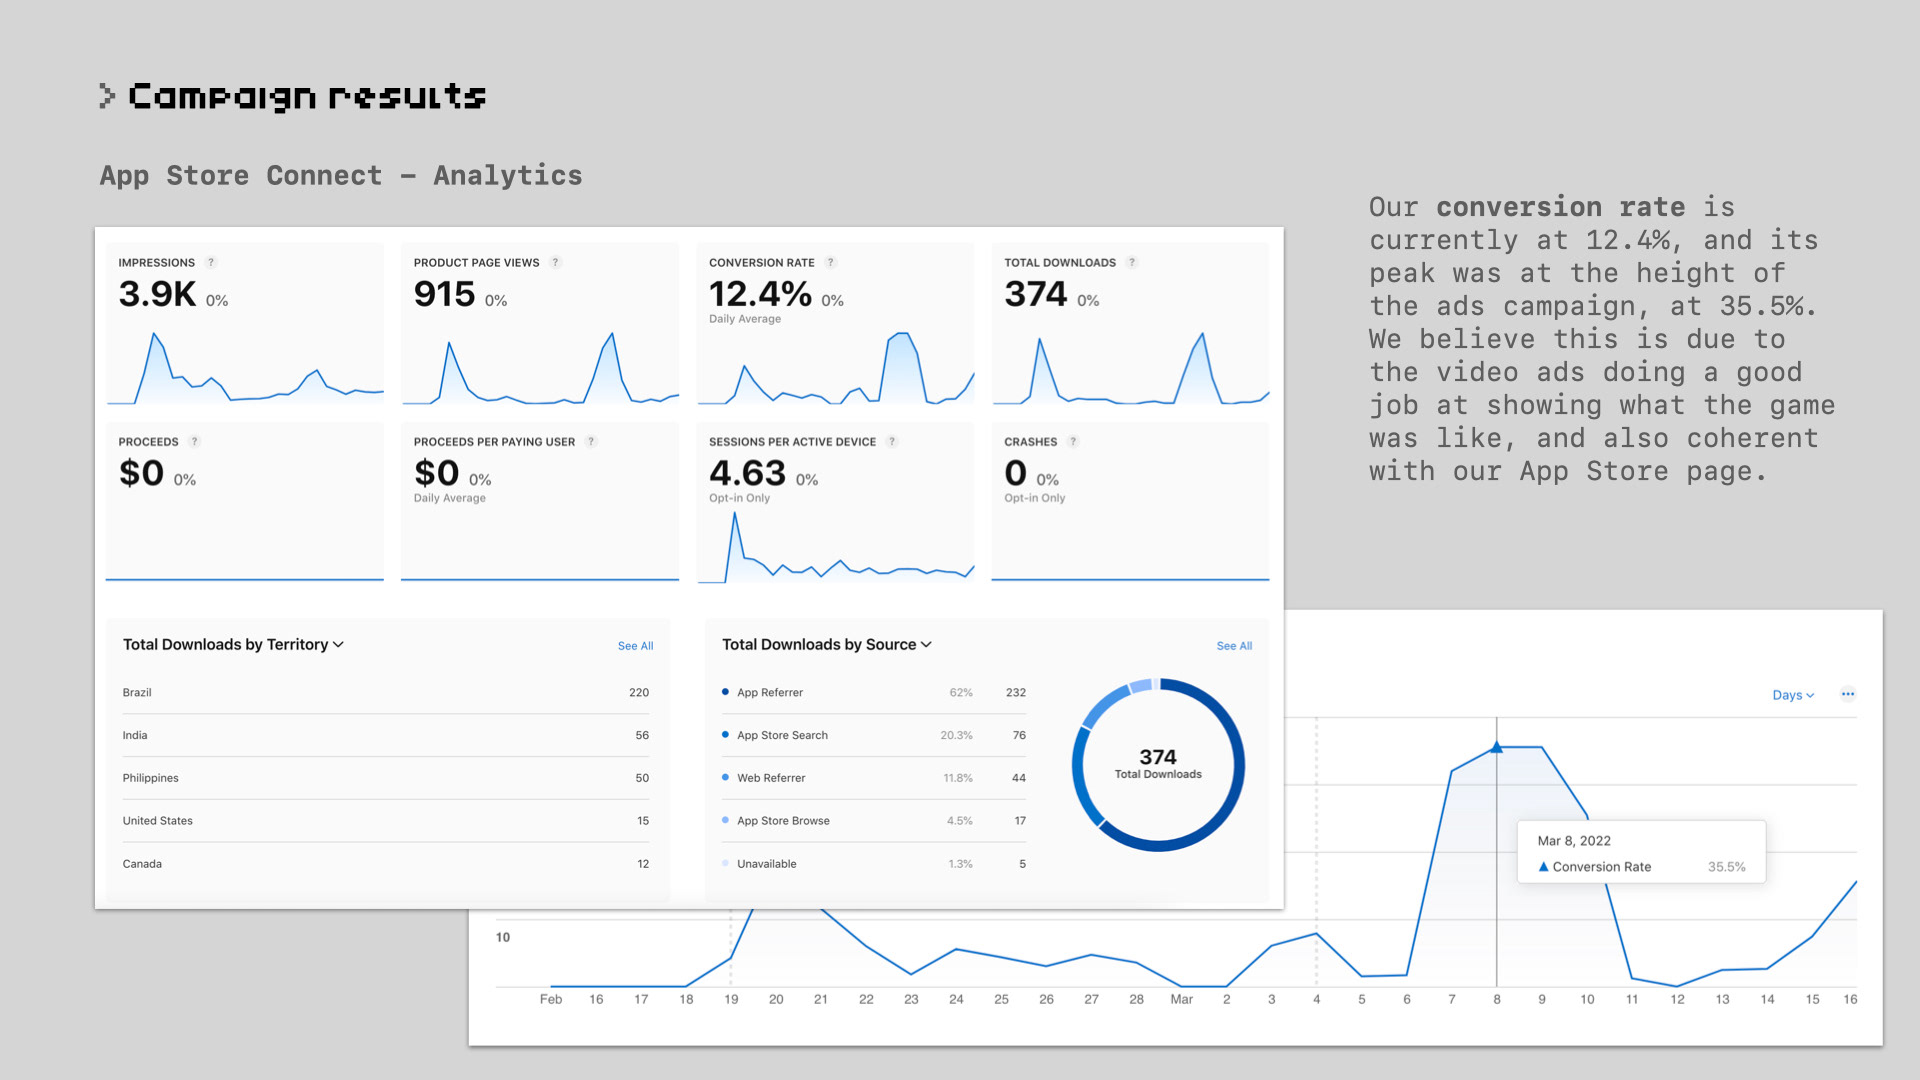 > Campaign results
App Store Connect – Analytics
Our conversion rate is
currently at 12.4%, and its
peak was at the height of
the ads campaign, at 35.5%.
We believe this is due to
the video ads doing a good
job at showing what the game
was like, and also coherent
with our App Store page.
IMPRESSIONS ?
3.9K 0%
PRODUCT PAGE VIEWS ?
915 0%
CONVERSION RATE ?
12.4% 0%
Daily Average
TOTAL DOWNLOADS ?
374 0%
PROCEEDS ?
$0 0%
PROCEEDS PER PAYING USER ?
$0 0%
Daily Average
SESSIONS PER ACTIVE DEVICE ?
4.63 0%
Opt-in Only
CRASHES ?
0 0%
Opt-in Only
Total Downloads by Territory
See All
Brazil 220
India 56
Philippines 50
United States 15
Canada 12
Total Downloads by Source
See All
App Referrer 62% 232
App Store Search 20.3% 76
Web Referrer 11.8% 44
App Store Browse 4.5% 17
Unavailable 1.3% 5
374
Total Downloads
Days
Mar 8, 2022
Conversion Rate 35.5%
10
Feb 16 17 18 19 20 21 22 23 24 25 26 27 28 Mar 2 3 4 5 6 7 8 9 10 11 12 13 14 15 16